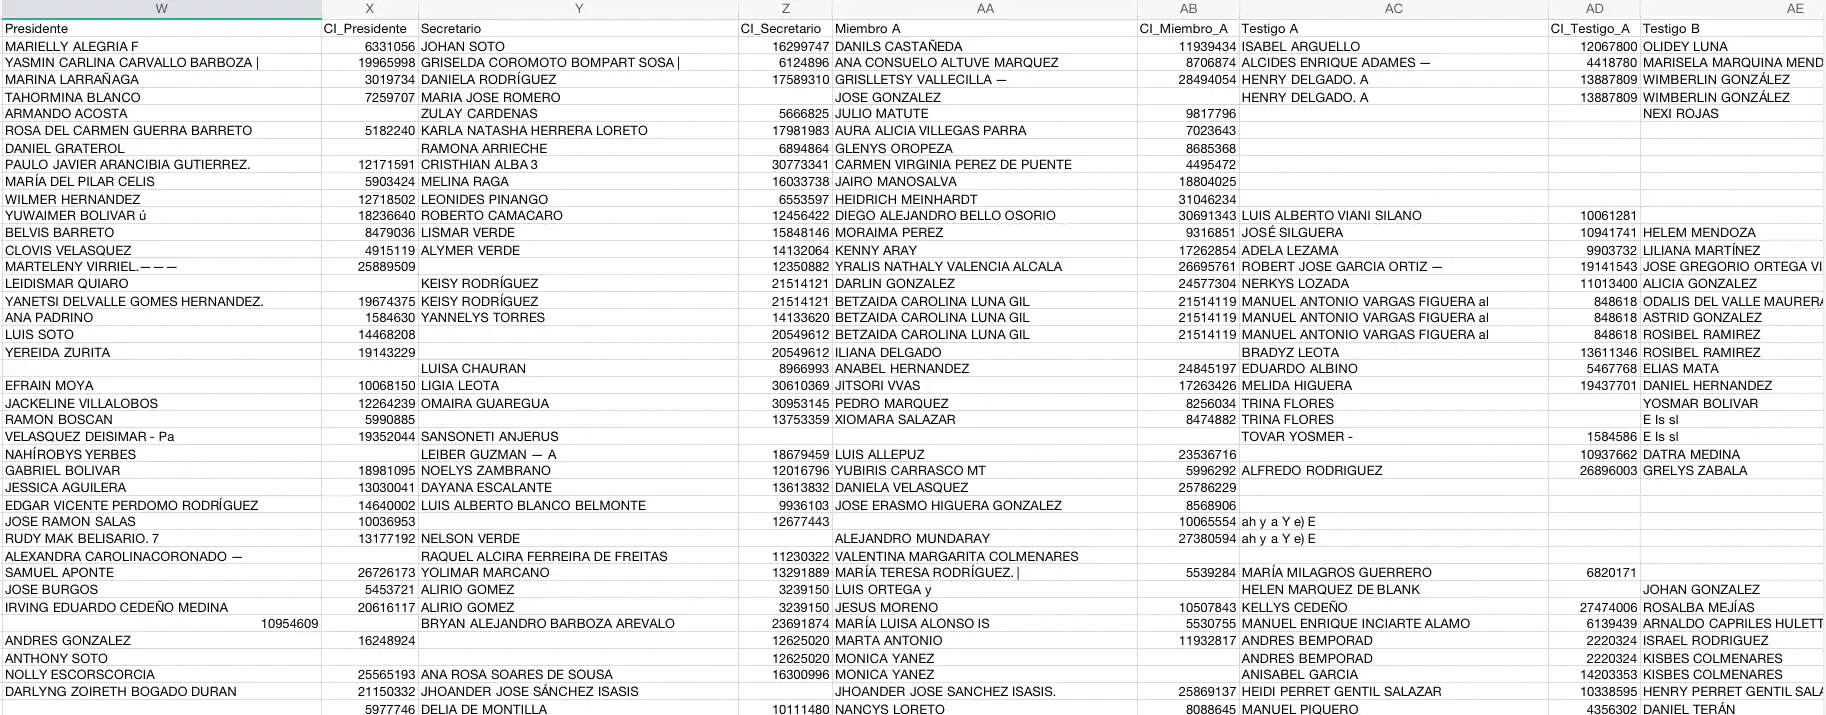 W X Y Z AA AB AC AD AE
Presidente CI_Presidente Secretario CI_Secretario Miembro A CI_Miembro_A Testigo A CI_Testigo_A Testigo B
MARIELLY ALEGRIA F 6331056 JOHAN SOTO 16299747 DANILS CASTAÑEDA 11939434 ISABEL ARGUELLO 12067800 OLIDEY LUNA
YASMIN CARLINA CARVALLO BARBOZA | 19965998 GRISELDA COROMOTO BOMPART SOSA | 6124896 ANA CONSUELO ALTUVE MARQUEZ 8706874 ALCIDES ENRIQUE ADAMES — 4418780 MARISELA MARQUINA MEND
MARINA LARRAÑAGA 3019734 DANIELA RODRÍGUEZ 17589310 GRISLLETSY VALLECILLA — 28494054 HENRY DELGADO. A 13887809 WIMBERLIN GONZÁLEZ
TAHORMINA BLANCO 7259707 MARIA JOSE ROMERO JOSE GONZALEZ HENRY DELGADO. A 13887809 WIMBERLIN GONZÁLEZ
ARMANDO ACOSTA ZULAY CARDENAS 5666825 JULIO MATUTE 9817796 NEXI ROJAS
ROSA DEL CARMEN GUERRA BARRETO 5182240 KARLA NATASHA HERRERA LORETO 17981983 AURA ALICIA VILLEGAS PARRA 7023643
DANIEL GRATEROL RAMONA ARRIECHE 6894864 GLENYS OROPEZA 8685368
PAULO JAVIER ARANCIBIA GUTIERREZ. 12171591 CRISTHIAN ALBA 3 30773341 CARMEN VIRGINIA PEREZ DE PUENTE 4495472
MARÍA DEL PILAR CELIS 5903424 MELINA RAGA 16033738 JAIRO MANOSALVA 18804025
WILMER HERNANDEZ 12718502 LEONIDES PINANGO 6553597 HEIDRICH MEINHARDT 31046234
YUWAIMER BOLIVAR ú 18236640 ROBERTO CAMACARO 12456422 DIEGO ALEJANDRO BELLO OSORIO 30691343 LUIS ALBERTO VIANI SILANO 10061281
BELVIS BARRETO 8479036 LISMAR VERDE 15848146 MORAIMA PEREZ 9316851 JOSÉ SILGUERA 10941741 HELEM MENDOZA
CLOVIS VELASQUEZ 4915119 ALYMER VERDE 14132064 KENNY ARAY 17262854 ADELA LEZAMA 9903732 LILIANA MARTÍNEZ
MARTELENY VIRRIEL.——— 25889509 12350882 YRALIS NATHALY VALENCIA ALCALA 26695761 ROBERT JOSE GARCIA ORTIZ — 19141543 JOSE GREGORIO ORTEGA VI
LEIDISMAR QUIARO KEISY RODRÍGUEZ 21514121 DARLIN GONZALEZ 24577304 NERKYS LOZADA 11013400 ALICIA GONZALEZ
YANETSI DELVALLE GOMES HERNANDEZ. 19674375 KEISY RODRÍGUEZ 21514121 BETZAIDA CAROLINA LUNA GIL 21514119 MANUEL ANTONIO VARGAS FIGUERA al 848618 ODALIS DEL VALLE MAURERA
ANA PADRINO 1584630 YANNELYS TORRES 14133620 BETZAIDA CAROLINA LUNA GIL 21514119 MANUEL ANTONIO VARGAS FIGUERA al 848618 ASTRID GONZALEZ
LUIS SOTO 14468208 20549612 BETZAIDA CAROLINA LUNA GIL 21514119 MANUEL ANTONIO VARGAS FIGUERA al 848618 ROSIBEL RAMIREZ
YEREIDA ZURITA 19143229 20549612 ILIANA DELGADO BRADYZ LEOTA 13611346 ROSIBEL RAMIREZ
LUISA CHAURAN 8966993 ANABEL HERNANDEZ 24845197 EDUARDO ALBINO 5467768 ELIAS MATA
EFRAIN MOYA 10068150 LIGIA LEOTA 30610369 JITSORI VVAS 17263426 MELIDA HIGUERA 19437701 DANIEL HERNANDEZ
JACKELINE VILLALOBOS 12264239 OMAIRA GUAREGUA 30953145 PEDRO MARQUEZ 8256034 TRINA FLORES YOSMAR BOLIVAR
RAMON BOSCAN 5990885 13753359 XIOMARA SALAZAR 8474882 TRINA FLORES E Is sl
VELASQUEZ DEISIMAR - Pa 19352044 SANSONETI ANJERUS TOVAR YOSMER - 1584586 E Is sl
NAHÍROBYS YERBES LEIBER GUZMAN — A 18679459 LUIS ALLEPUZ 23536716 10937662 DATRA MEDINA
GABRIEL BOLIVAR 18981095 NOELYS ZAMBRANO 12016796 YUBIRIS CARRASCO MT 5996292 ALFREDO RODRIGUEZ 26896003 GRELYS ZABALA
JESSICA AGUILERA 13030041 DAYANA ESCALANTE 13613832 DANIELA VELASQUEZ 25786229
EDGAR VICENTE PERDOMO RODRÍGUEZ 14640002 LUIS ALBERTO BLANCO BELMONTE 9936103 JOSE ERASMO HIGUERA GONZALEZ 8568906
JOSE RAMON SALAS 10036953 12677443 10065554 ah y a Y e) E
RUDY MAK BELISARIO. 7 13177192 NELSON VERDE ALEJANDRO MUNDARAY 27380594 ah y a Y e) E
ALEXANDRA CAROLINACORONADO — RAQUEL ALCIRA FERREIRA DE FREITAS 11230322 VALENTINA MARGARITA COLMENARES
SAMUEL APONTE 26726173 YOLIMAR MARCANO 13291889 MARÍA TERESA RODRÍGUEZ. | 5539284 MARÍA MILAGROS GUERRERO 6820171
JOSE BURGOS 5453721 ALIRIO GOMEZ 3239150 LUIS ORTEGA y HELEN MARQUEZ DE BLANK JOHAN GONZALEZ
IRVING EDUARDO CEDEÑO MEDINA 20616117 ALIRIO GOMEZ 3239150 JESUS MORENO 10507843 KELLYS CEDEÑO 27474006 ROSALBA MEJÍAS
10954609 BRYAN ALEJANDRO BARBOZA AREVALO 23691874 MARÍA LUISA ALONSO IS 5530755 MANUEL ENRIQUE INCIARTE ALAMO 6139439 ARNALDO CAPRILES HULETT
ANDRES GONZALEZ 16248924 12625020 MARTA ANTONIO 11932817 ANDRES BEMPORAD 2220324 ISRAEL RODRIGUEZ
ANTHONY SOTO 12625020 MONICA YANEZ ANDRES BEMPORAD 2220324 KISBES COLMENARES
NOLLY ESCORSCORCIA 25565193 ANA ROSA SOARES DE SOUSA 16300996 MONICA YANEZ ANISABEL GARCIA 14203353 KISBES COLMENARES
DARLYNG ZOIRETH BOGADO DURAN 21150332 JHOANDER JOSE SÁNCHEZ ISASIS JHOANDER JOSE SANCHEZ ISASIS. 25869137 HEIDI PERRET GENTIL SALAZAR 10338595 HENRY PERRET GENTIL SALA
5977746 DELIA DE MONTILLA 10111480 NANCYS LORETO 8088645 MANUEL PIQUERO 4356302 DANIEL TERÁN